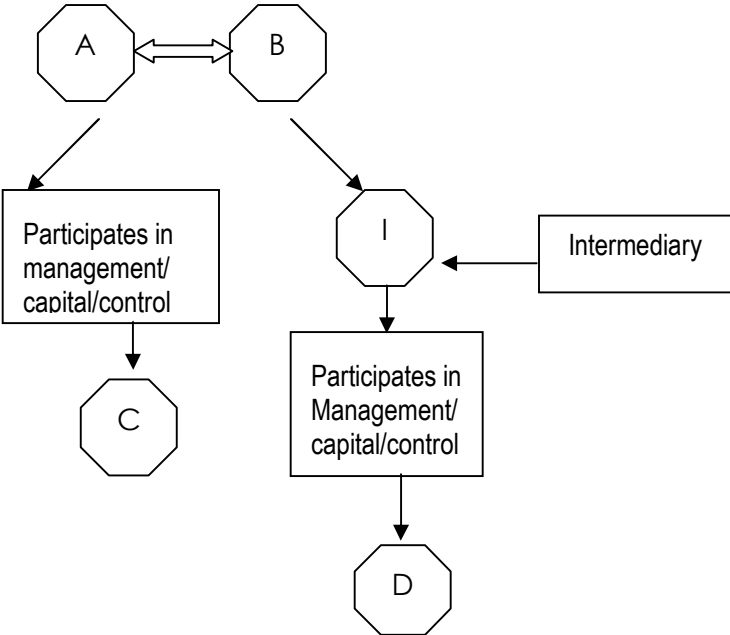 A
B
Participates in
management/
capital/control
I
Intermediary
Participates in
Management/
capital/control
C
D